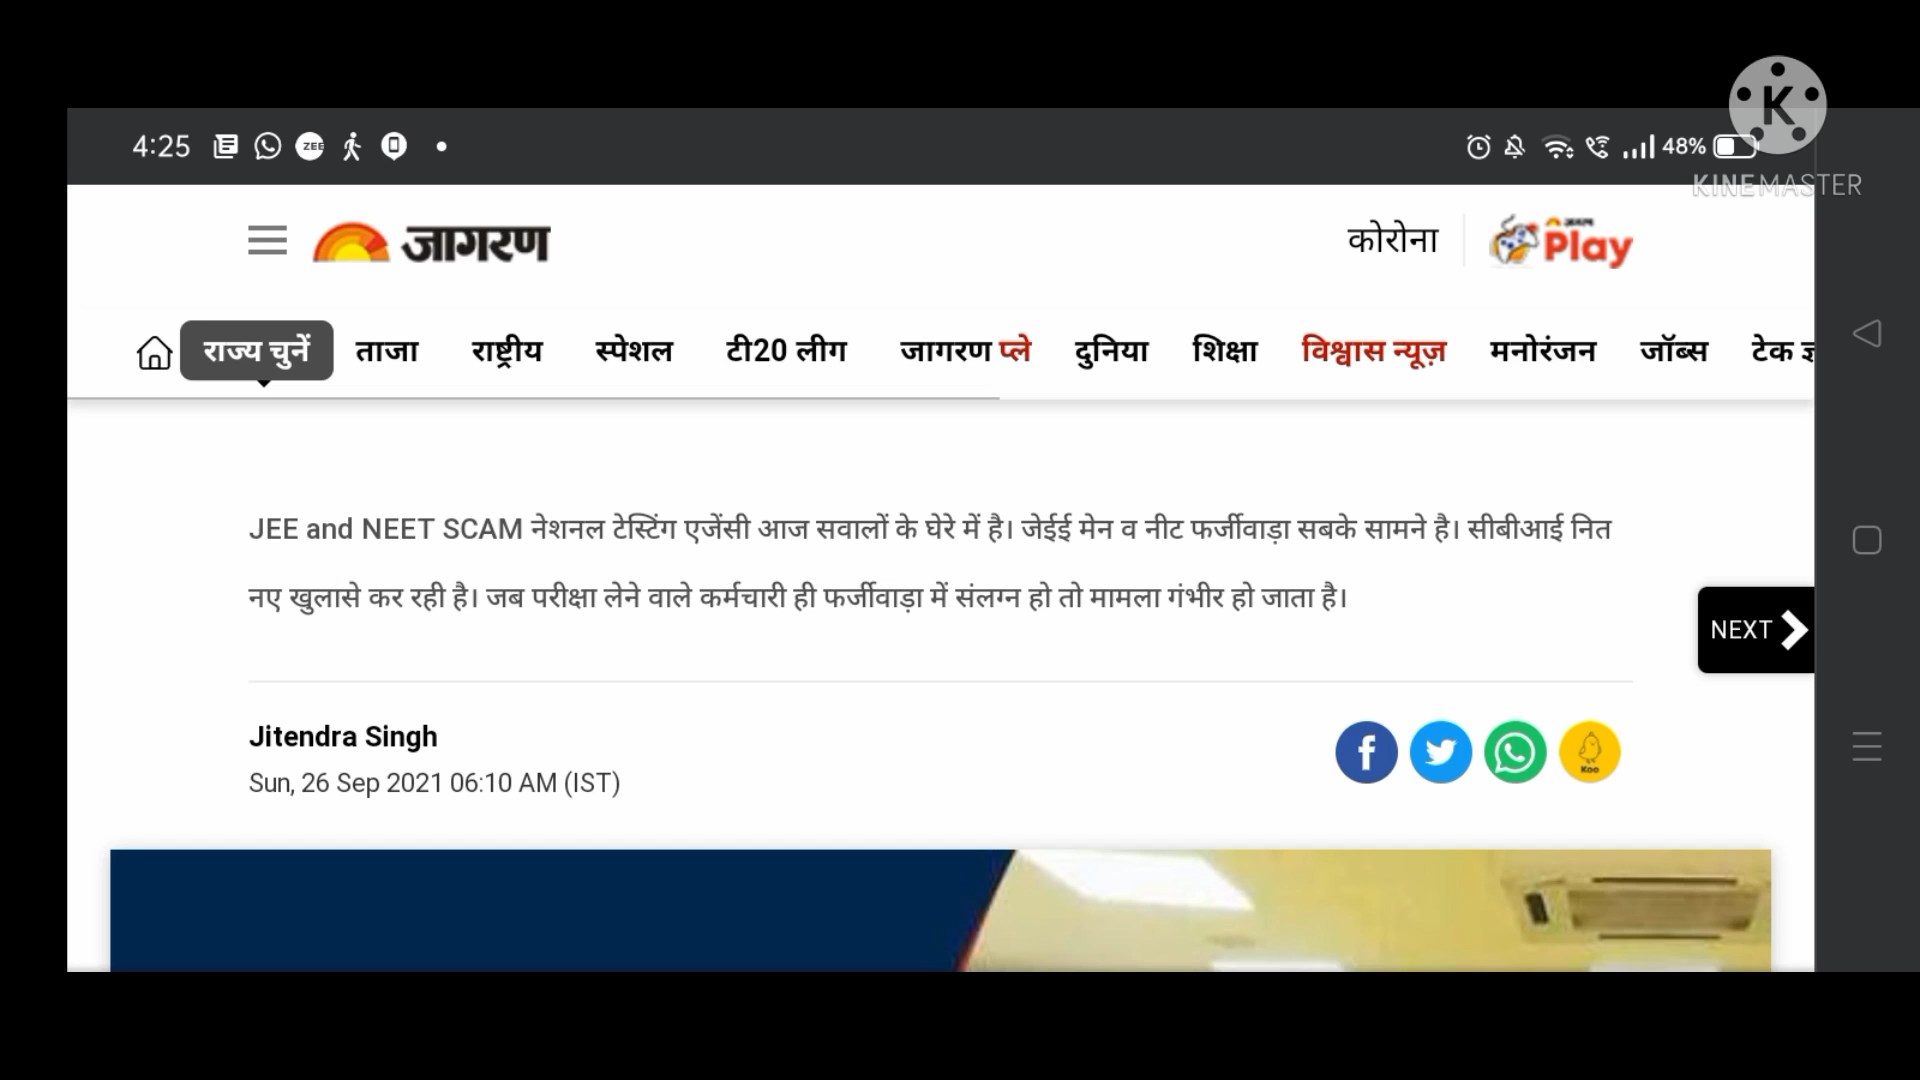 4:25
48%
KINEMASTER
जागरण
कोरोना
Play
राज्य चुनें ताजा राष्ट्रीय स्पेशल टी20 लीग जागरण प्ले दुनिया शिक्षा विश्वास न्यूज़ मनोरंजन जॉब्स टेक
JEE and NEET SCAM नेशनल टेस्टिंग एजेंसी आज सवालों के घेरे में है। जेईई मेन व नीट फर्जीवाड़ा सबके सामने है। सीबीआई नित
नए खुलासे कर रही है। जब परीक्षा लेने वाले कर्मचारी ही फर्जीवाड़ा में संलग्न हो तो मामला गंभीर हो जाता है।
NEXT
Jitendra Singh
Sun, 26 Sep 2021 06:10 AM (IST)
Koo